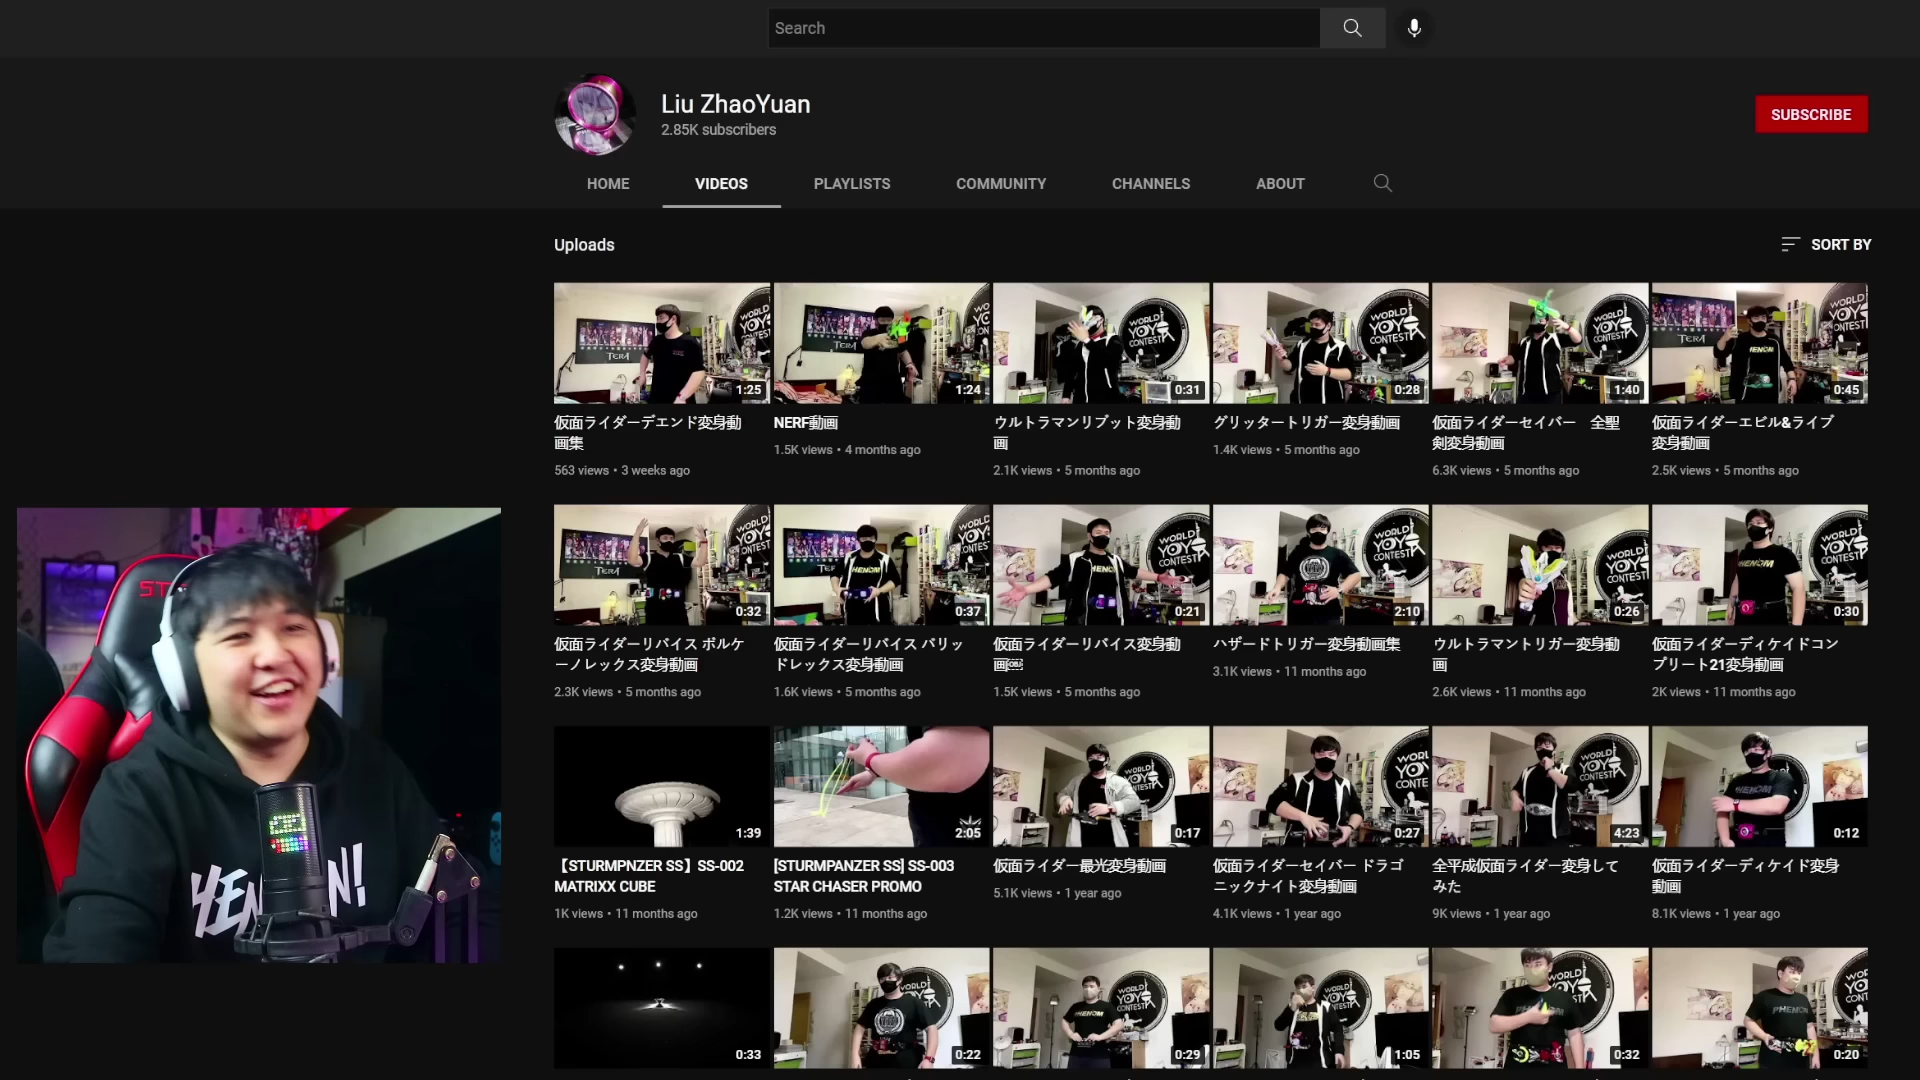 Search
Liu ZhaoYuan
2.85K subscribers
SUBSCRIBE
HOME
VIDEOS
PLAYLISTS
COMMUNITY
CHANNELS
ABOUT
Uploads
SORT BY
TERA
WORLD YOYO CONTEST
PHENOM
1:25
1:24
0:31
0:28
1:40
0:45
仮面ライダーデエンド変身動
画集
563 views • 3 weeks ago
NERF動画
1.5K views • 4 months ago
ウルトラマンリブット変身動
画
2.1K views • 5 months ago
グリッタートリガー変身動画
1.4K views • 5 months ago
仮面ライダーセイバー　全聖
剣変身動画
6.3K views • 5 months ago
仮面ライダーエビル&ライブ
変身動画
2.5K views • 5 months ago
0:32
0:37
0:21
2:10
0:26
0:30
仮面ライダーリバイス ボルケ
ーノレックス変身動画
2.3K views • 5 months ago
仮面ライダーリバイス バリッ
ドレックス変身動画
1.6K views • 5 months ago
仮面ライダーリバイス変身動
画
1.5K views • 5 months ago
ハザードトリガー変身動画集
3.1K views • 11 months ago
ウルトラマントリガー変身動
画
2.6K views • 11 months ago
仮面ライダーディケイドコン
プリート21変身動画
2K views • 11 months ago
1:39
2:05
0:17
0:27
4:23
0:12
【STURMPNZER SS】SS-002
MATRIXX CUBE
1K views • 11 months ago
[STURMPANZER SS] SS-003
STAR CHASER PROMO
1.2K views • 11 months ago
仮面ライダー最光変身動画
5.1K views • 1 year ago
仮面ライダーセイバー ドラゴ
ニックナイト変身動画
4.1K views • 1 year ago
全平成仮面ライダー変身して
みた
9K views • 1 year ago
仮面ライダーディケイド変身
動画
8.1K views • 1 year ago
0:33
0:22
0:29
1:05
0:32
0:20